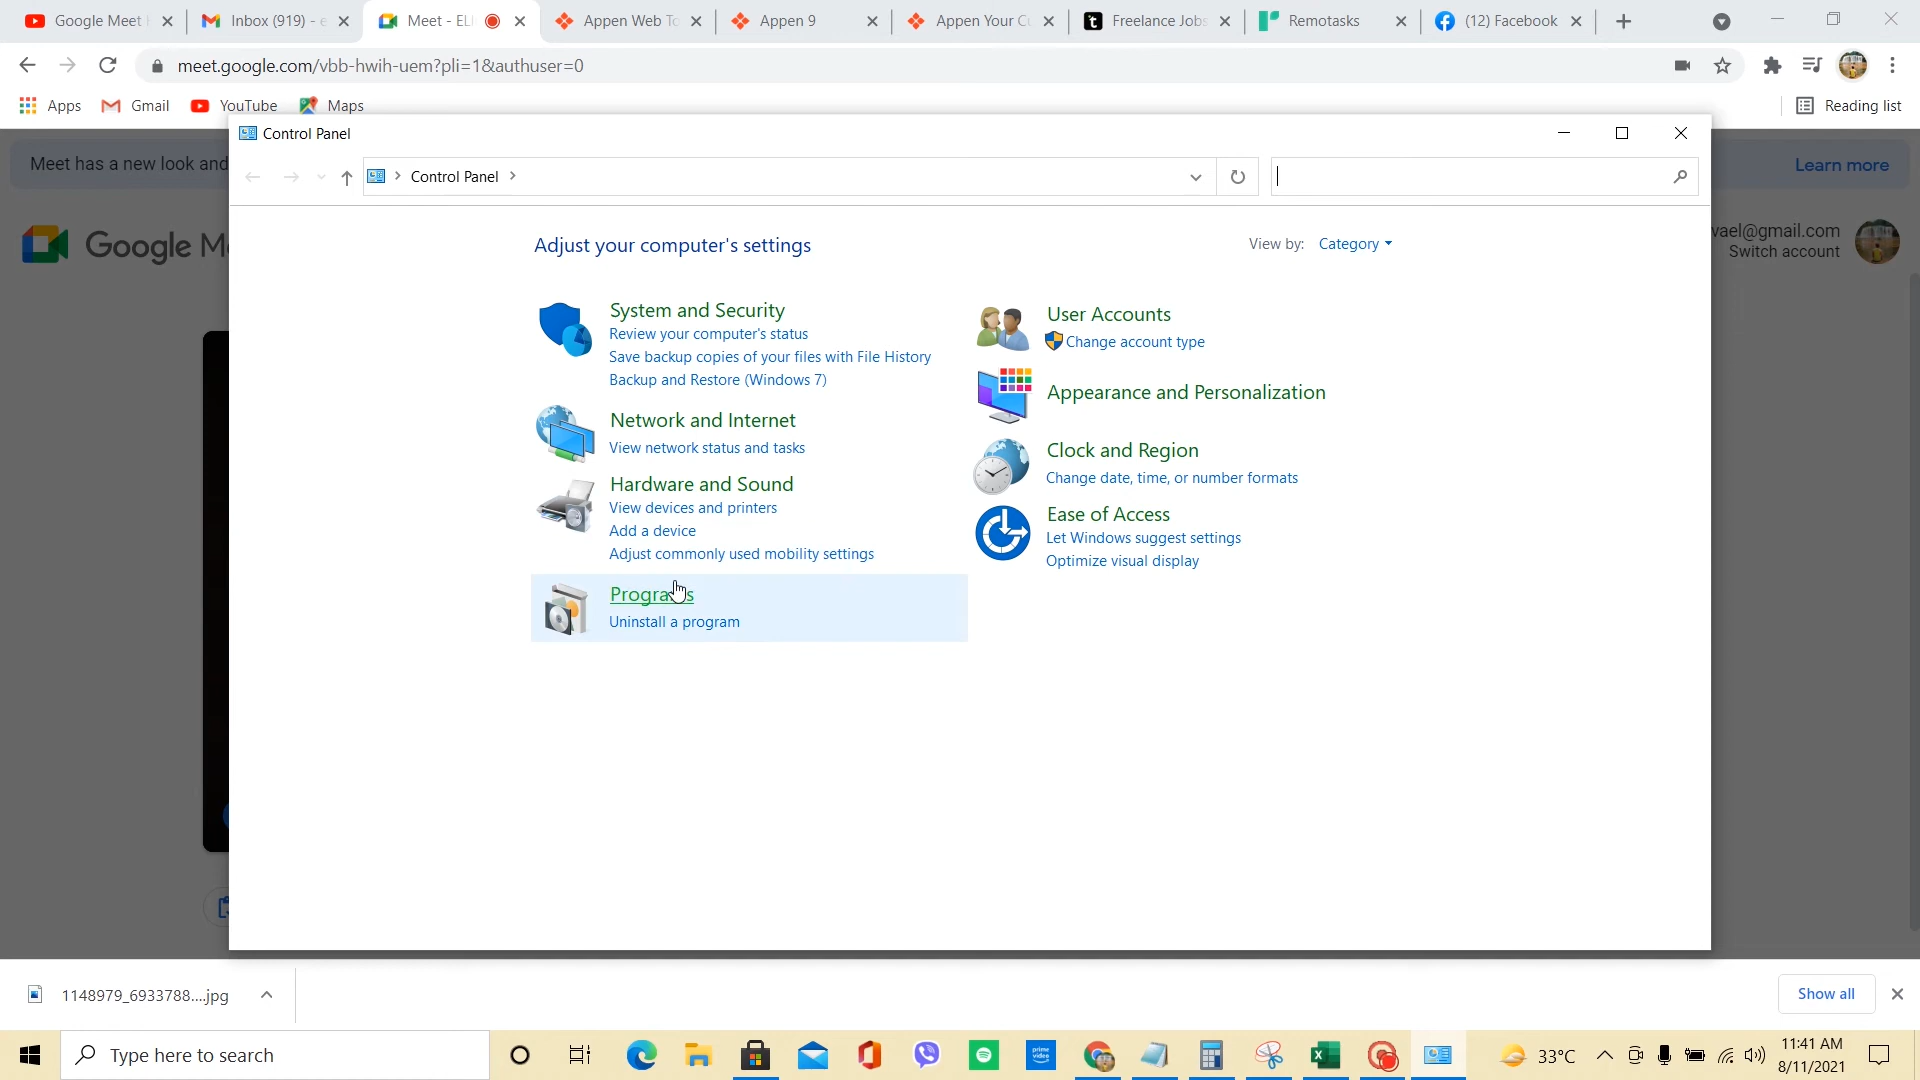 Google Meet
Inbox (919) - e
Meet - EL
Appen Web To
Appen 9
Appen Your Cu
Freelance Jobs
Remotasks
(12) Facebook
meet.google.com/vbb-hwih-uem?pli=1&authuser=0
Apps
Gmail
YouTube
Maps
Reading list
Control Panel
Meet has a new look and
Learn more
Control Panel
Google M
vael@gmail.com
Switch account
Adjust your computer's settings
View by: Category
System and Security
Review your computer's status
Save backup copies of your files with File History
Backup and Restore (Windows 7)
Network and Internet
View network status and tasks
Hardware and Sound
View devices and printers
Add a device
Adjust commonly used mobility settings
Programs
Uninstall a program
User Accounts
Change account type
Appearance and Personalization
Clock and Region
Change date, time, or number formats
Ease of Access
Let Windows suggest settings
Optimize visual display
1148979_6933788....jpg
Show all
Type here to search
prime video
33°C
11:41 AM
8/11/2021